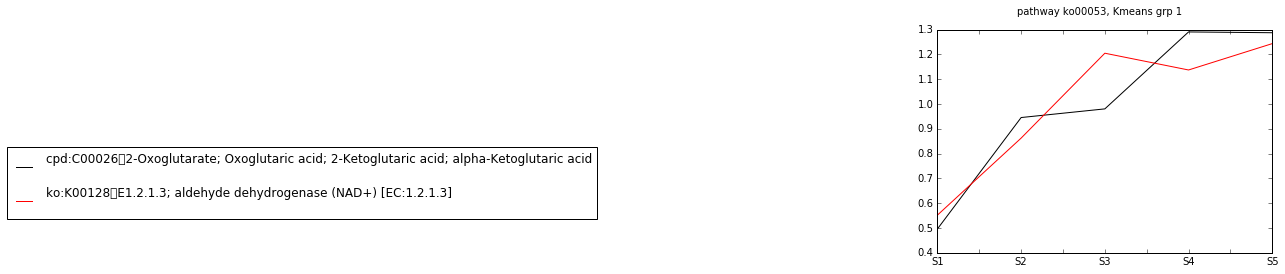 pathway ko00053, Kmeans grp 1
cpd:C00026▯2-Oxoglutarate; Oxoglutaric acid; 2-Ketoglutaric acid; alpha-Ketoglutaric acid
ko:K00128▯E1.2.1.3; aldehyde dehydrogenase (NAD+) [EC:1.2.1.3]
1.3
1.2
1.1
1.0
0.9
0.8
0.7
0.6
0.5
0.4
S1 S2 S3 S4 S5